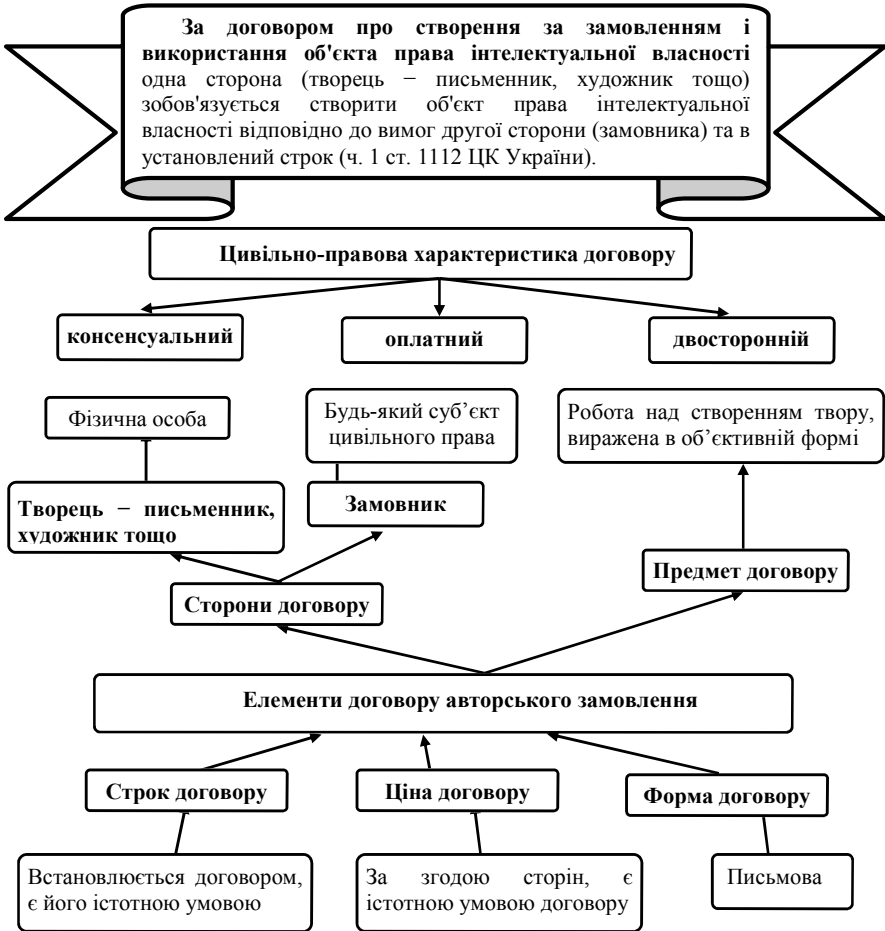 За договором про створення за замовленням і
використання об'єкта права інтелектуальної власності
одна сторона (творець − письменник, художник тощо)
зобов'язується створити об'єкт права інтелектуальної
власності відповідно до вимог другої сторони (замовника) та в
установлений строк (ч. 1 ст. 1112 ЦК України).
Цивільно-правова характеристика договору
консенсуальний
оплатний
двосторонній
Фізична особа
Будь-який суб’єкт
цивільного права
Робота над створенням твору,
виражена в об’єктивній формі
Творець − письменник,
художник тощо
Замовник
Сторони договору
Предмет договору
Елементи договору авторського замовлення
Строк договору
Ціна договору
Форма договору
Встановлюється договором,
є його істотною умовою
За згодою сторін, є
істотною умовою договору
Письмова